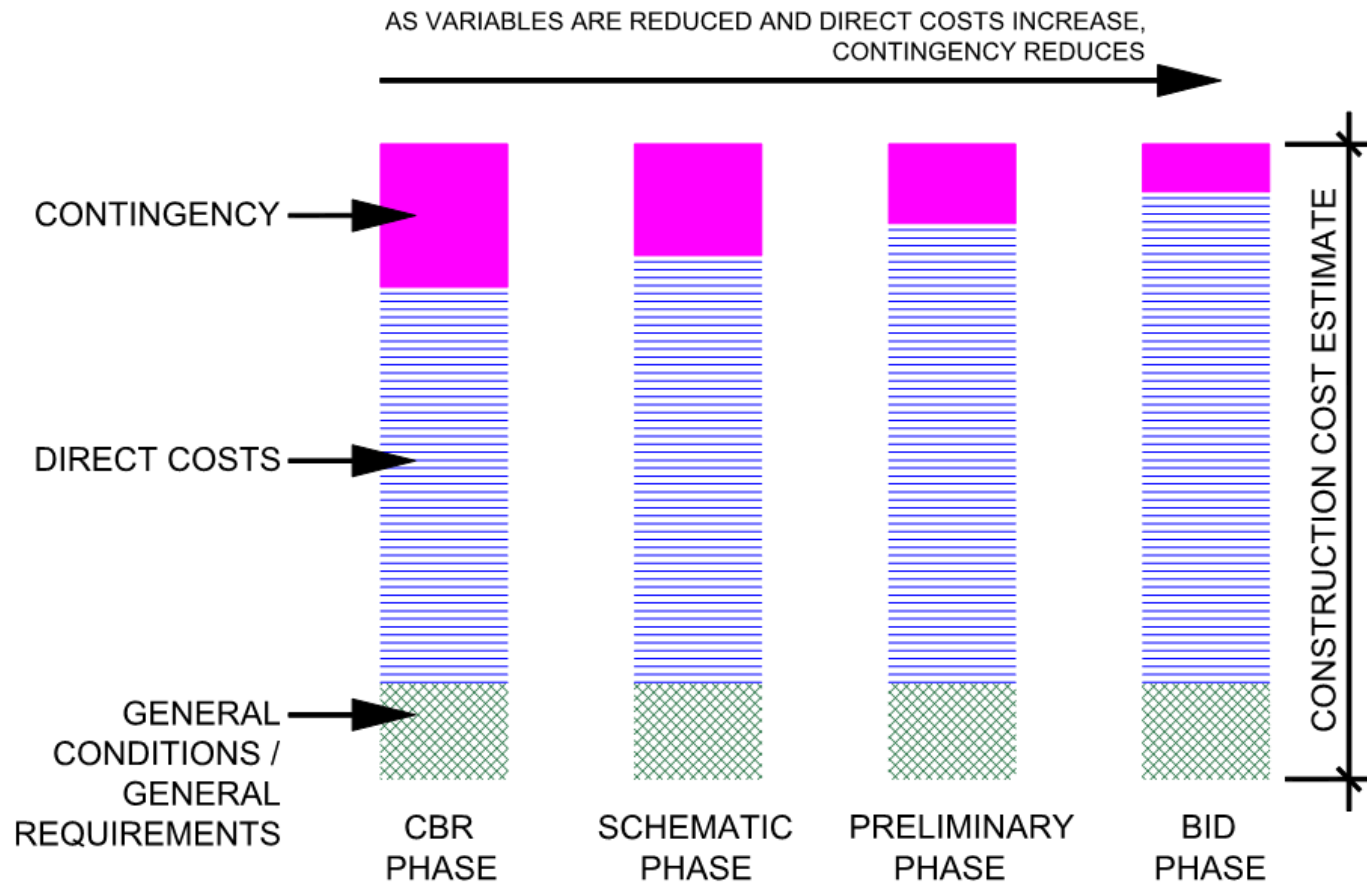 AS VARIABLES ARE REDUCED AND DIRECT COSTS INCREASE,
CONTINGENCY REDUCES
CONTINGENCY
DIRECT COSTS
GENERAL
CONDITIONS /
GENERAL
REQUIREMENTS
CBR
PHASE
SCHEMATIC
PHASE
PRELIMINARY
PHASE
BID
PHASE
CONSTRUCTION COST ESTIMATE